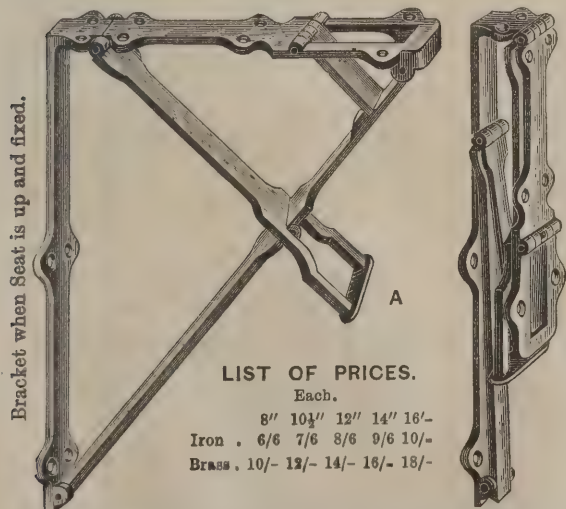 Bracket when Seat is up and fixed.
A
LIST OF PRICES.
Each.
8" 10½" 12" 14" 16'-
Iron . 6/6 7/6 8/6 9/6 10/-
Brass . 10/- 12/- 14/- 16/- 18/-